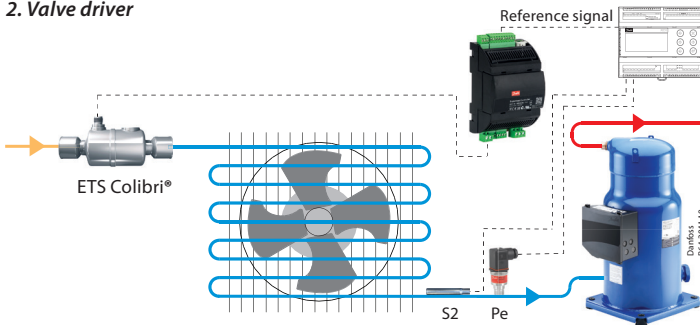 2. Valve driver
Reference signal
ETS Colibri®
S2
Pe
Danfoss